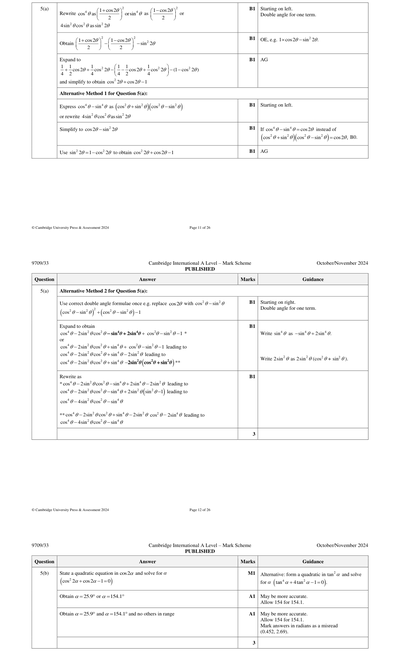 5(a)
Rewrite cos⁴θ as ((1+cos2θ)/2)² or sin⁴θ as ((1−cos2θ)/2)² or
4sin²θcos²θ as sin²2θ
B1
Starting on left.
Double angle for one term.
Obtain ((1+cos2θ)/2)² − ((1−cos2θ)/2)² − sin²2θ
B1
OE, e.g. 1+cos2θ−sin²2θ.
Expand to
1/4 + 1/2 cos2θ + 1/4 cos²2θ − (1/4 − 1/2 cos2θ + 1/4 cos²2θ) − (1−cos²2θ)
and simplify to obtain cos²2θ+cos2θ−1
B1
AG
Alternative Method 1 for Question 5(a):
Express cos⁴θ−sin⁴θ as (cos²θ+sin²θ)(cos²θ−sin²θ)
or rewrite 4sin²θcos²θ as sin²2θ
B1
Starting on left.
Simplify to cos2θ−sin²2θ
B1
If cos⁴θ−sin⁴θ=cos2θ instead of
(cos²θ+sin²θ)(cos²θ−sin²θ)=cos2θ, B0.
Use sin²2θ=1−cos²2θ to obtain cos²2θ+cos2θ−1
B1
AG
© Cambridge University Press & Assessment 2024
Page 11 of 26
9709/33
Cambridge International A Level – Mark Scheme
October/November 2024
PUBLISHED
Question
Answer
Marks
Guidance
5(a)
Alternative Method 2 for Question 5(a):
Use correct double angle formulae once e.g. replace cos2θ with cos²θ−sin²θ
(cos²θ−sin²θ)²+(cos²θ−sin²θ)−1
B1
Starting on right.
Double angle for one term.
Expand to obtain
cos⁴θ−2sin²θcos²θ−sin⁴θ+2sin⁴θ+ cos²θ−sin²θ−1 *
or
cos⁴θ−2sin²θcos²θ+sin⁴θ+ cos²θ−sin²θ−1 leading to
cos⁴θ−2sin²θcos²θ+sin⁴θ−2sin²θ leading to
cos⁴θ−2sin²θcos²θ+sin⁴θ−2sin²θ(cos²θ+sin²θ) **
B1
Write sin⁴θ as −sin⁴θ+2sin⁴θ.
Write 2sin²θ as 2sin²θ (cos²θ + sin²θ).
Rewrite as
* cos⁴θ−2sin²θcos²θ−sin⁴θ+2sin⁴θ−2sin²θ leading to
cos⁴θ−2sin²θcos²θ−sin⁴θ+2sin²θ(sin²θ−1) leading to
cos⁴θ−4sin²θcos²θ−sin⁴θ
** cos⁴θ−2sin²θcos²θ+sin⁴θ−2sin²θ cos²θ−2sin⁴θ leading to
cos⁴θ−4sin²θcos²θ−sin⁴θ
B1
3
© Cambridge University Press & Assessment 2024
Page 12 of 26
9709/33
Cambridge International A Level – Mark Scheme
October/November 2024
PUBLISHED
Question
Answer
Marks
Guidance
5(b)
State a quadratic equation in cos2α and solve for α
(cos²2α+cos2α−1=0)
M1
Alternative: form a quadratic in tan²α and solve
for α (tan⁴α+4tan²α−1=0).
Obtain α=25.9° or α=154.1°
A1
May be more accurate.
Allow 154 for 154.1.
Obtain α=25.9° and α=154.1° and no others in range
A1
May be more accurate.
Allow 154 for 154.1.
Mark answers in radians as a misread
(0.452, 2.69).
3